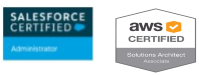 SALESFORCE
CERTIFIED
Administrator
aws
CERTIFIED
Solutions Architect
Associate